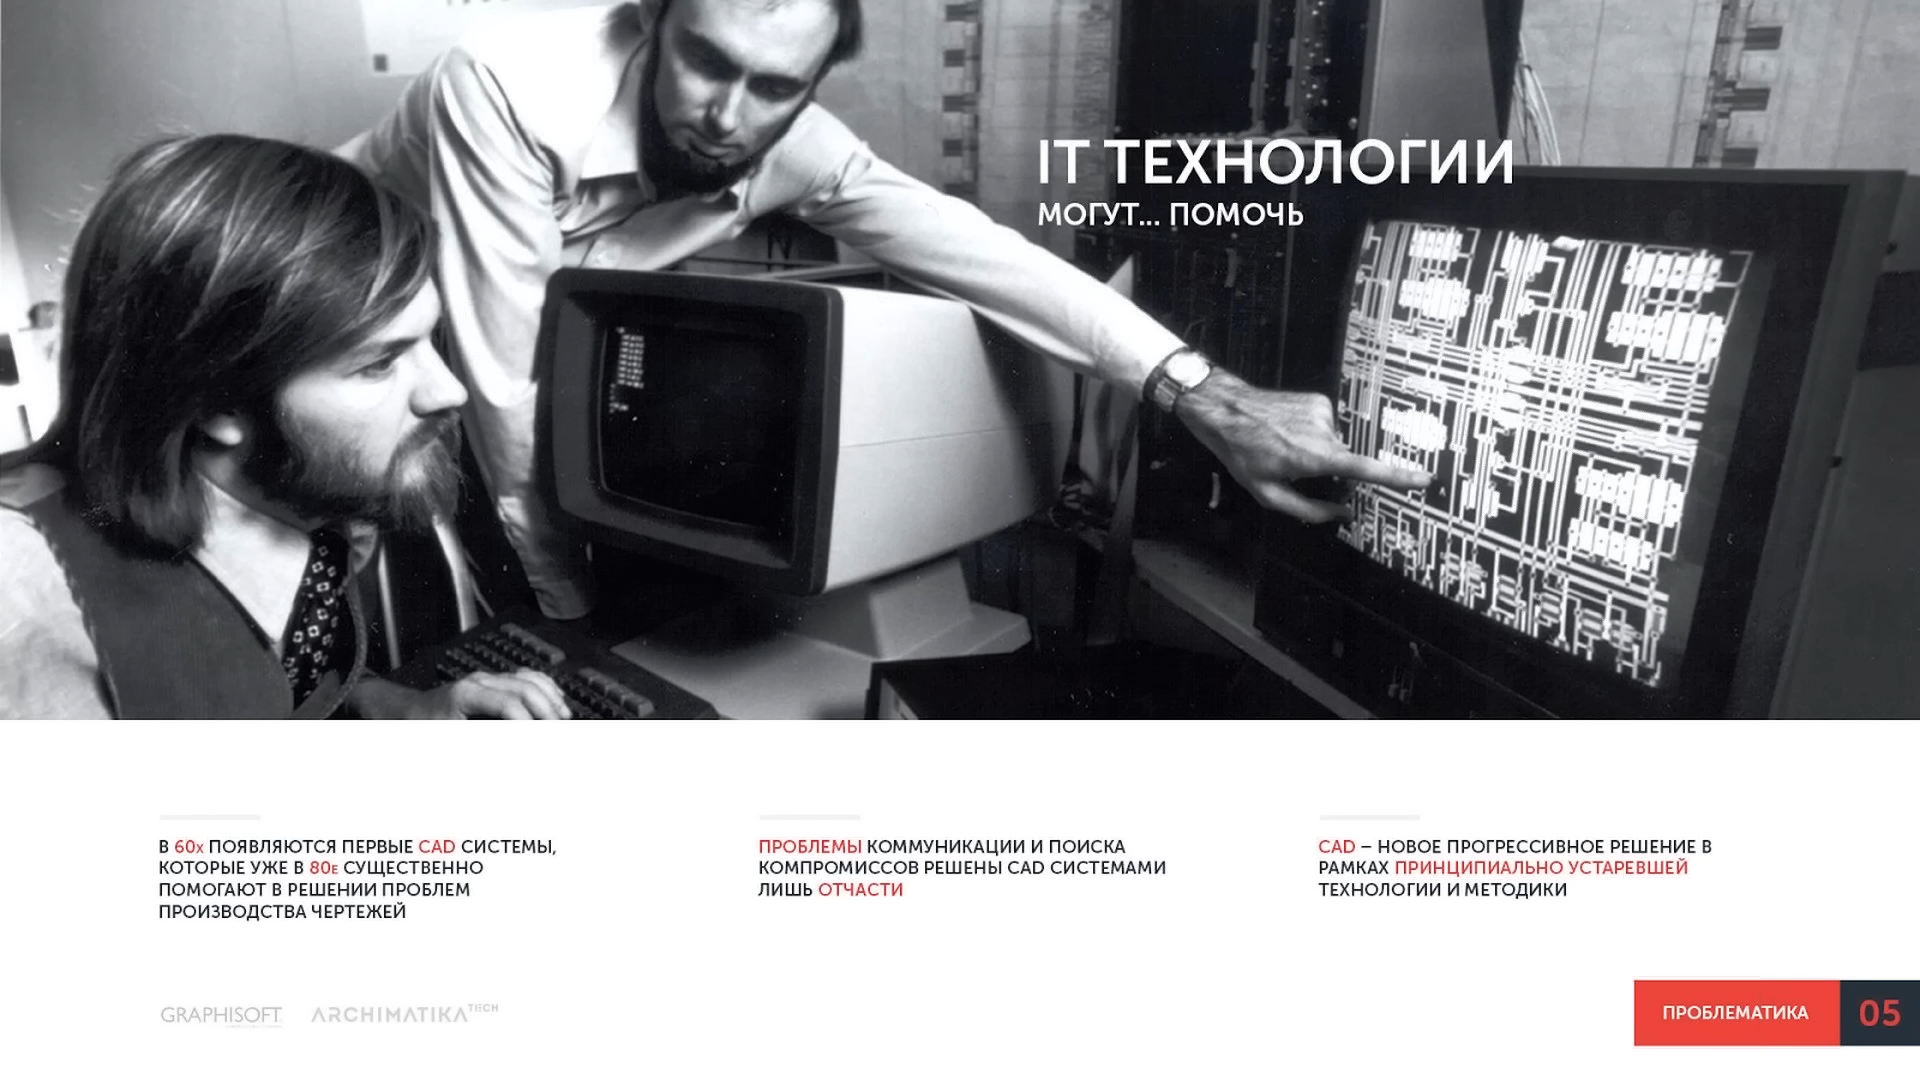 IT ТЕХНОЛОГИИ
МОГУТ... ПОМОЧЬ
В 60х ПОЯВЛЯЮТСЯ ПЕРВЫЕ CAD СИСТЕМЫ,
КОТОРЫЕ УЖЕ В 80Е СУЩЕСТВЕННО
ПОМОГАЮТ В РЕШЕНИИ ПРОБЛЕМ
ПРОИЗВОДСТВА ЧЕРТЕЖЕЙ
ПРОБЛЕМЫ КОММУНИКАЦИИ И ПОИСКА
КОМПРОМИССОВ РЕШЕНЫ CAD СИСТЕМАМИ
ЛИШЬ ОТЧАСТИ
CAD – НОВОЕ ПРОГРЕССИВНОЕ РЕШЕНИЕ В
РАМКАХ ПРИНЦИПИАЛЬНО УСТАРЕВШЕЙ
ТЕХНОЛОГИИ И МЕТОДИКИ
GRAPHISOFT
ARCHIMATIKA TECH
ПРОБЛЕМАТИКА 05